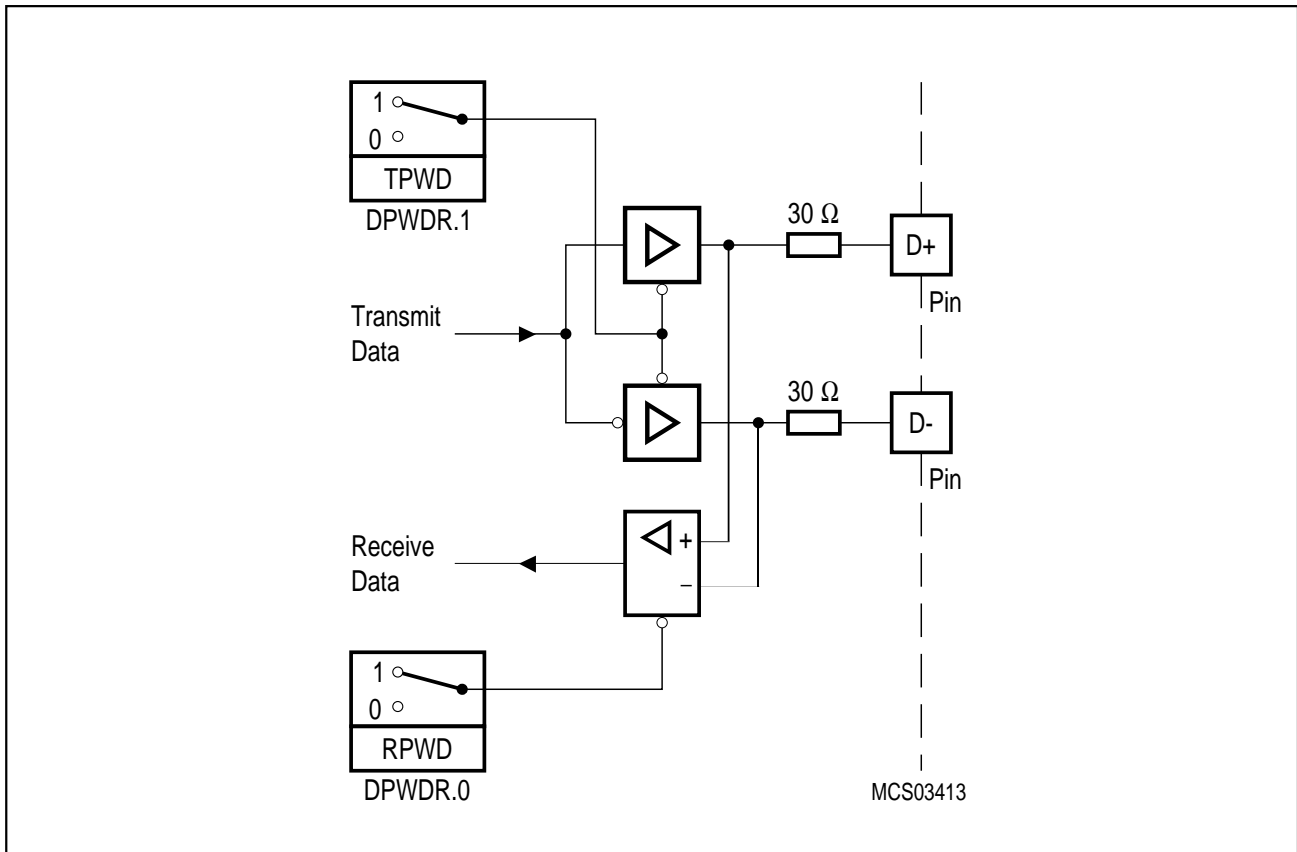 1
0
TPWD
DPWDR.1
30 Ω
D+
Pin
Transmit
Data
30 Ω
D-
Pin
+
−
Receive
Data
1
0
RPWD
DPWDR.0
MCS03413